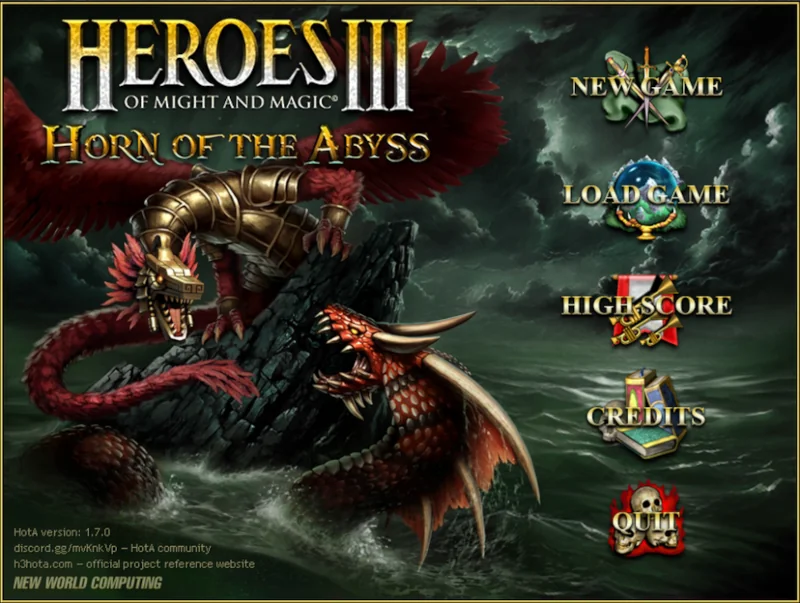 HEROES III
OF MIGHT AND MAGIC®
HORN OF THE ABYSS
NEW GAME
LOAD GAME
HIGH SCORE
CREDITS
QUIT
HotA version: 1.7.0
discord.gg/mvKnkVp – HotA community
h3hota.com – official project reference website
NEW WORLD COMPUTING